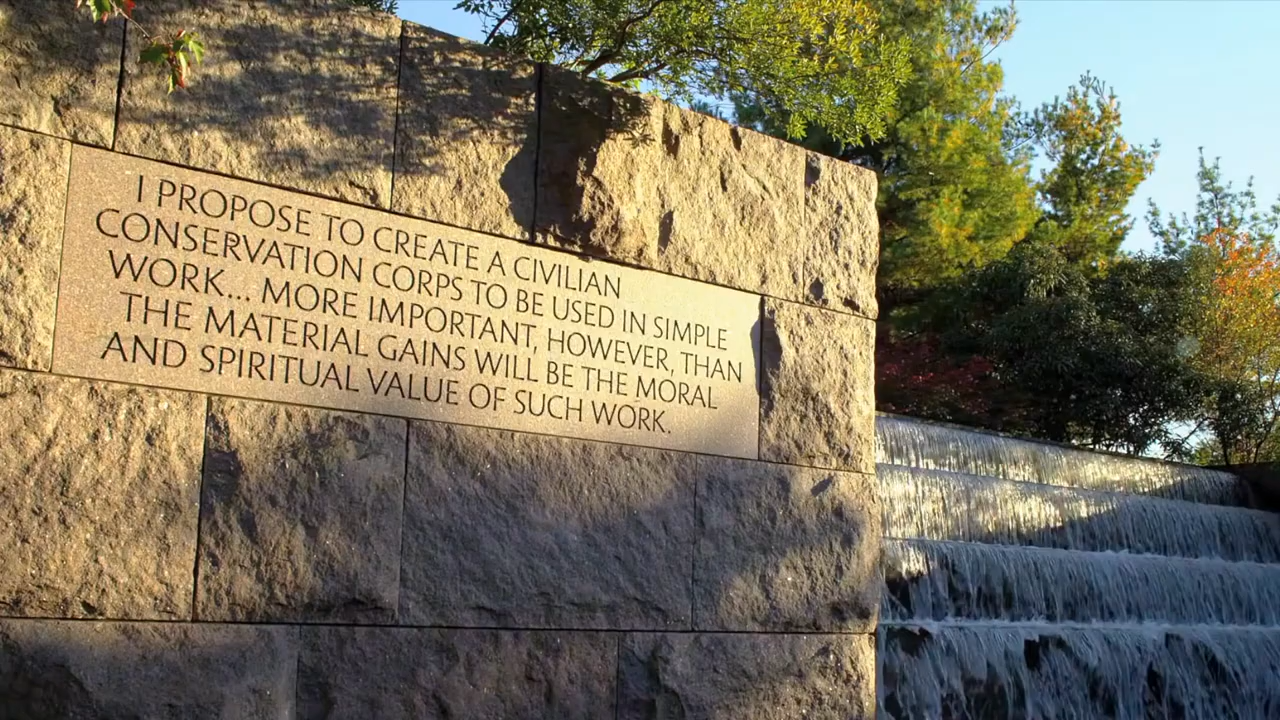 I PROPOSE TO CREATE A CIVILIAN
CONSERVATION CORPS TO BE USED IN SIMPLE
WORK... MORE IMPORTANT, HOWEVER, THAN
THE MATERIAL GAINS WILL BE THE MORAL
AND SPIRITUAL VALUE OF SUCH WORK.